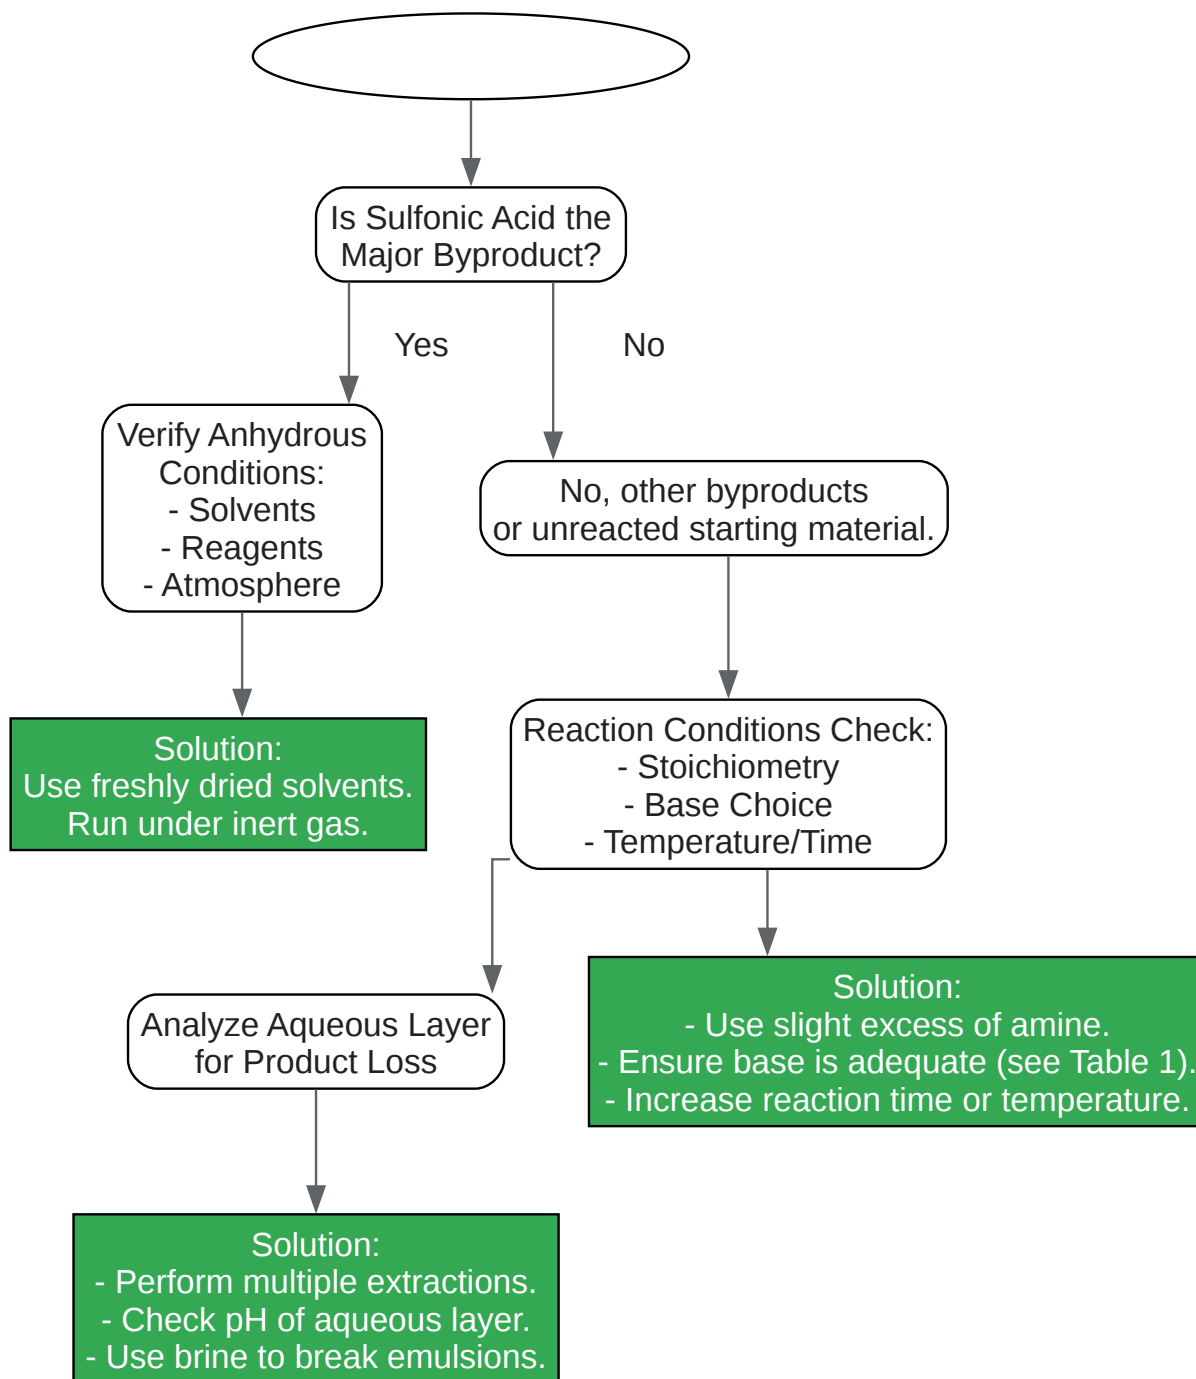 Is Sulfonic Acid the
Major Byproduct?
Yes
No
Verify Anhydrous
Conditions:
- Solvents
- Reagents
- Atmosphere
No, other byproducts
or unreacted starting material.
Solution:
Use freshly dried solvents.
Run under inert gas.
Reaction Conditions Check:
- Stoichiometry
- Base Choice
- Temperature/Time
Analyze Aqueous Layer
for Product Loss
Solution:
- Use slight excess of amine.
- Ensure base is adequate (see Table 1).
- Increase reaction time or temperature.
Solution:
- Perform multiple extractions.
- Check pH of aqueous layer.
- Use brine to break emulsions.